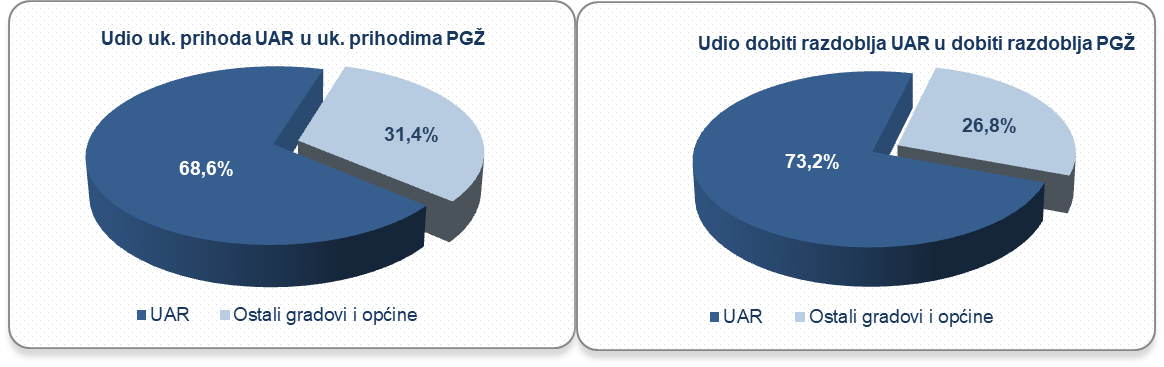 Udio uk. prihoda UAR u uk. prihodima PGŽ
31,4%
68,6%
UAR
Ostali gradovi i općine
Udio dobiti razdoblja UAR u dobiti razdoblja PGŽ
26,8%
73,2%
UAR
Ostali gradovi i općine